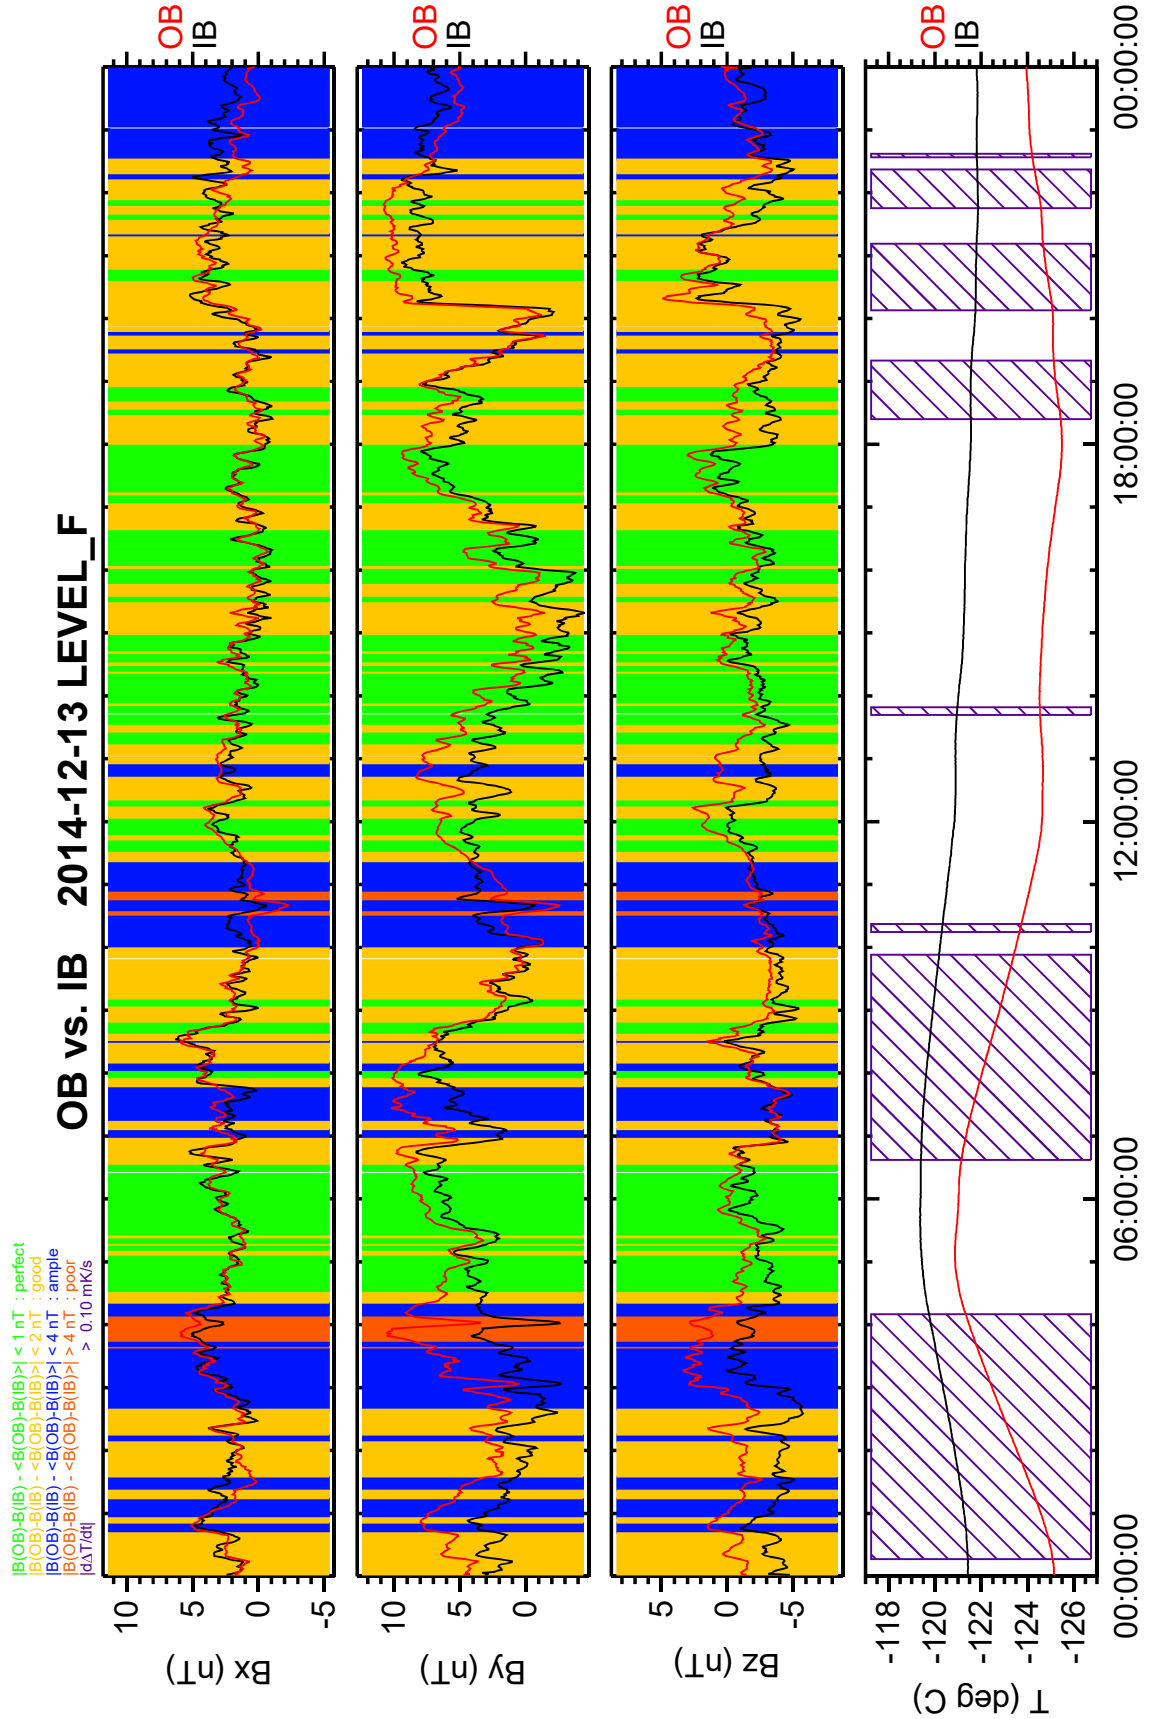 OB vs. IB 2014-12-13 LEVEL_F
|B(OB)-B(IB) - <B(OB)-B(IB)>| < 1 nT : perfect
|B(OB)-B(IB) - <B(OB)-B(IB)>| < 2 nT : good
|B(OB)-B(IB) - <B(OB)-B(IB)>| < 4 nT : ample
|B(OB)-B(IB) - <B(OB)-B(IB)>| > 4 nT : poor
|dΔT/dt| > 0.10 mK/s
Bx (nT)
10
5
0
-5
OB
IB
By (nT)
10
5
0
OB
IB
Bz (nT)
5
0
-5
OB
IB
T (deg C)
-118
-120
-122
-124
-126
OB
IB
00:00:00
06:00:00
12:00:00
18:00:00
00:00:00